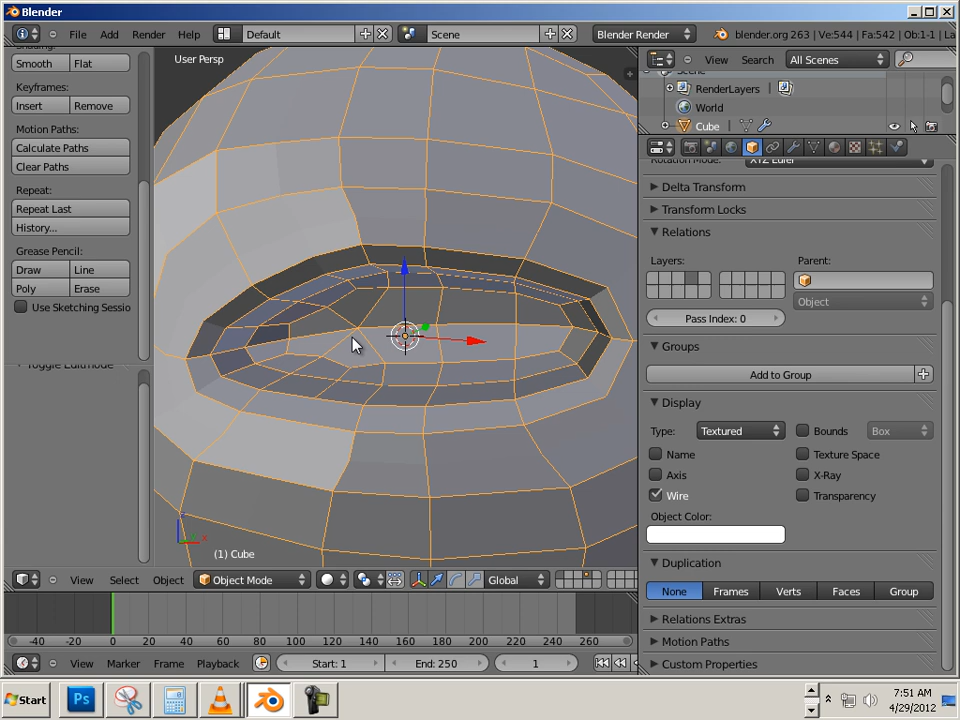 Blender
File Add Render Help Default Scene Blender Render blender.org 263 | Ve:544 | Fa:542 | Ob:1-1 | La
Smooth Flat
Keyframes:
Insert Remove
Motion Paths:
Calculate Paths
Clear Paths
Repeat:
Repeat Last
History...
Grease Pencil:
Draw Line
Poly Erase
Use Sketching Sessio
Toggle Editmode
User Persp
(1) Cube
View Select Object Object Mode Global
-40 -20 0 20 40 60 80 100 120 140 160 180 200 220 240 260
View Marker Frame Playback Start: 1 End: 250 1
View Search All Scenes
Scene
RenderLayers
World
Cube
Rotation Mode: XYZ Euler
Delta Transform
Transform Locks
Relations
Layers: Parent:
Object
Pass Index: 0
Groups
Add to Group
Display
Type: Textured Bounds Box
Name Texture Space
Axis X-Ray
Wire Transparency
Object Color:
Duplication
None Frames Verts Faces Group
Relations Extras
Motion Paths
Custom Properties
Start Ps 7:51 AM
4/29/2012